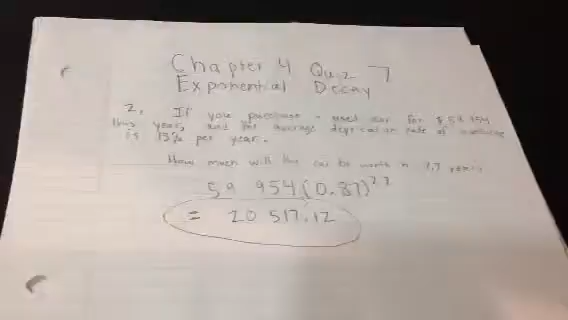 Chapter 4 Quiz 7
Exponential Decay
2. If you purchase a used car for $ 59 954
this year, and the average depreciation rate of
is 13% per year.
How much will the car be worth in 7.7 years
59 954(0.87)
= 20 517.12